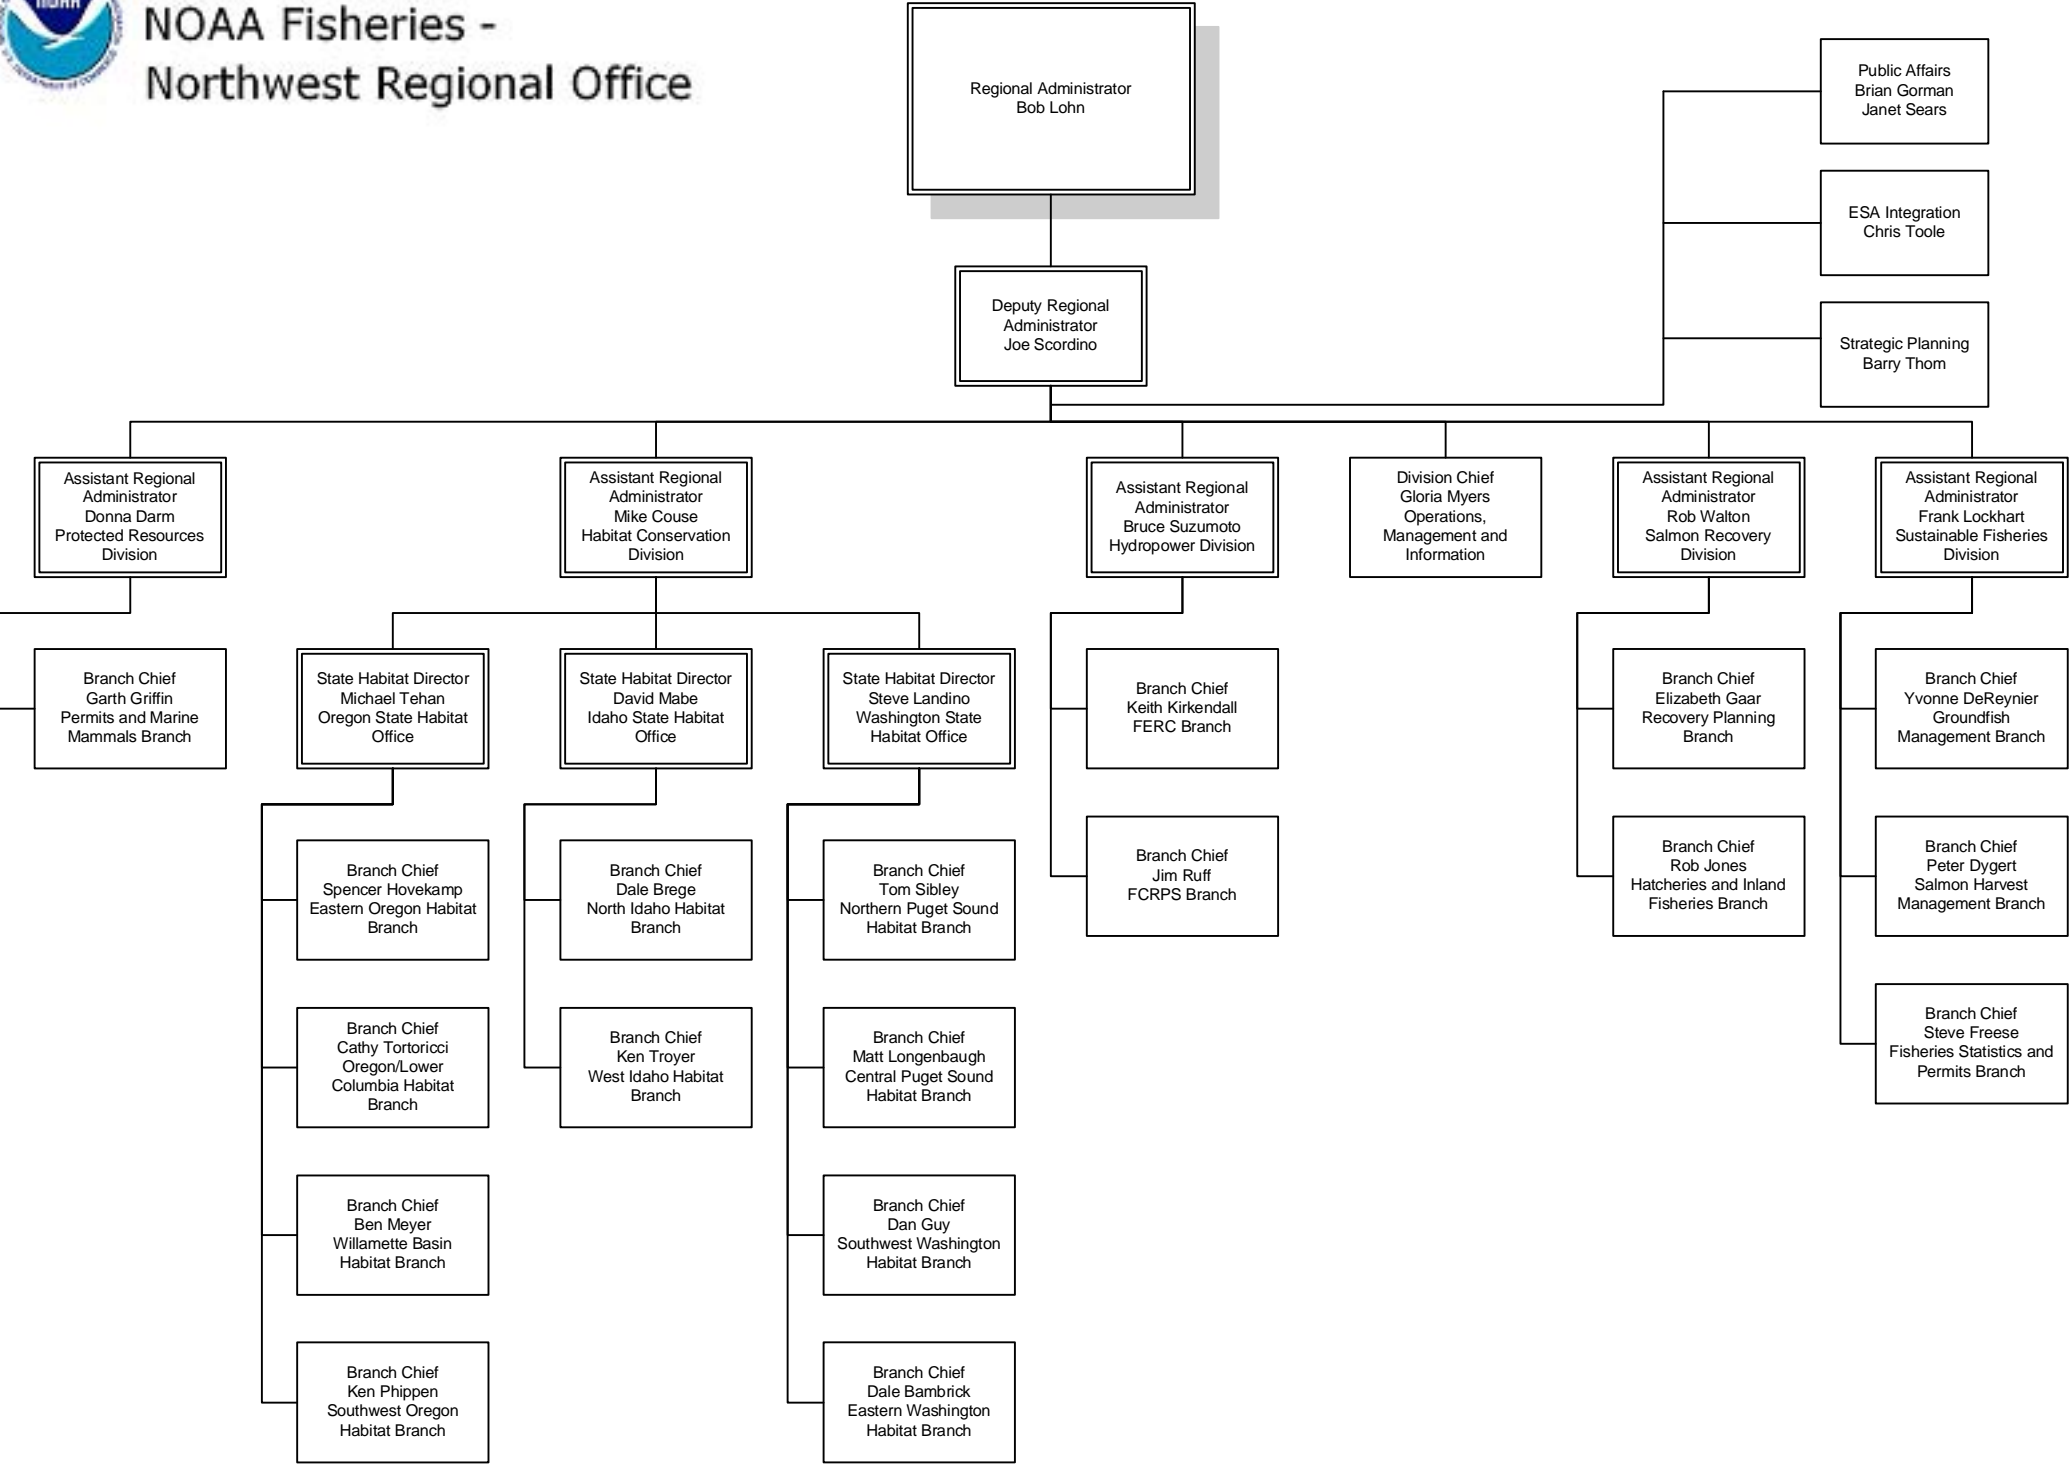 NOAA
NOAA Fisheries -
Northwest Regional Office
Regional Administrator
Bob Lohn
Public Affairs
Brian Gorman
Janet Sears
ESA Integration
Chris Toole
Strategic Planning
Barry Thom
Deputy Regional
Administrator
Joe Scordino
Assistant Regional
Administrator
Donna Darm
Protected Resources
Division
Assistant Regional
Administrator
Mike Couse
Habitat Conservation
Division
Assistant Regional
Administrator
Bruce Suzumoto
Hydropower Division
Division Chief
Gloria Myers
Operations,
Management and
Information
Assistant Regional
Administrator
Rob Walton
Salmon Recovery
Division
Assistant Regional
Administrator
Frank Lockhart
Sustainable Fisheries
Division
Branch Chief
Garth Griffin
Permits and Marine
Mammals Branch
State Habitat Director
Michael Tehan
Oregon State Habitat
Office
State Habitat Director
David Mabe
Idaho State Habitat
Office
State Habitat Director
Steve Landino
Washington State
Habitat Office
Branch Chief
Keith Kirkendall
FERC Branch
Branch Chief
Elizabeth Gaar
Recovery Planning
Branch
Branch Chief
Yvonne DeReynier
Groundfish
Management Branch
Branch Chief
Spencer Hovekamp
Eastern Oregon Habitat
Branch
Branch Chief
Dale Brege
North Idaho Habitat
Branch
Branch Chief
Tom Sibley
Northern Puget Sound
Habitat Branch
Branch Chief
Jim Ruff
FCRPS Branch
Branch Chief
Rob Jones
Hatcheries and Inland
Fisheries Branch
Branch Chief
Peter Dygert
Salmon Harvest
Management Branch
Branch Chief
Cathy Tortoricci
Oregon/Lower
Columbia Habitat
Branch
Branch Chief
Ken Troyer
West Idaho Habitat
Branch
Branch Chief
Matt Longenbaugh
Central Puget Sound
Habitat Branch
Branch Chief
Steve Freese
Fisheries Statistics and
Permits Branch
Branch Chief
Ben Meyer
Willamette Basin
Habitat Branch
Branch Chief
Dan Guy
Southwest Washington
Habitat Branch
Branch Chief
Ken Phippen
Southwest Oregon
Habitat Branch
Branch Chief
Dale Bambrick
Eastern Washington
Habitat Branch